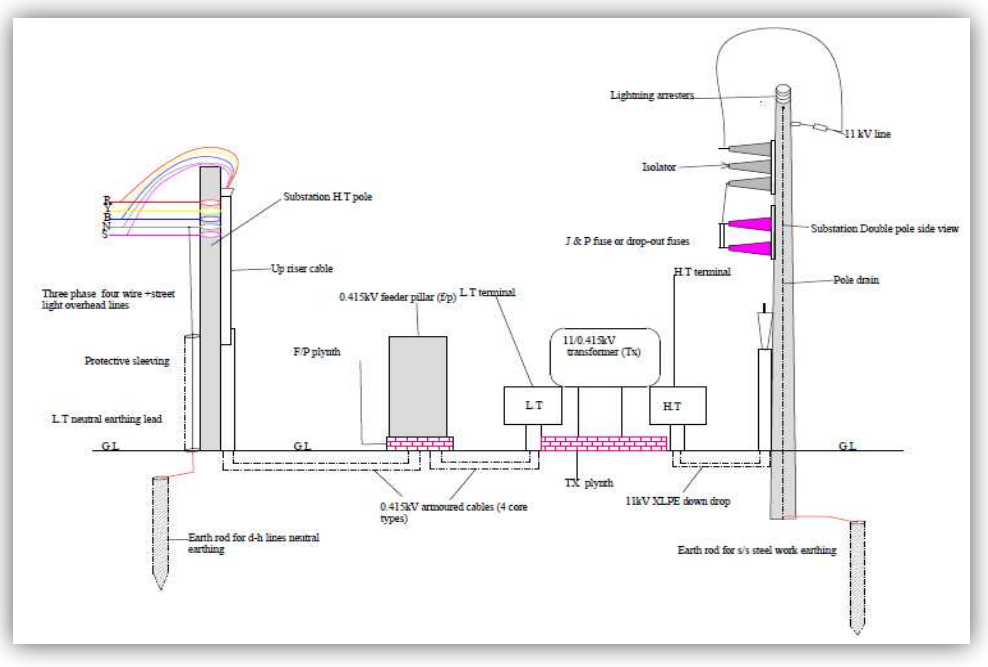 Lightning arresters
11 kV line
Isolator
Substation H.T pole
R
Y
B
N
S
Substation Double pole side view
J & P fuse or drop-out fuses
Up riser cable
H.T terminal
Pole drain
Three phase  four wire +street
light overhead lines
0.415kV feeder pillar (f/p)
L.T terminal
11/0.415kV
transformer (Tx)
F/P plynth
Protective sleeving
L.T
H.T
L.T neutral earthing lead
G.L
G.L
G.L
TX  plynth
11kV XLPE down drop
0.415kV armoured cables (4 core
types)
Earth rod for d-h lines neutral
earthing
Earth rod for s/s steel work earthing